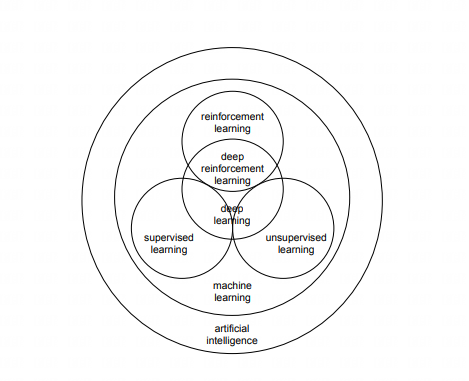 reinforcement
learning
deep
reinforcement
learning
deep
learning
supervised
learning
unsupervised
learning
machine
learning
artificial
intelligence